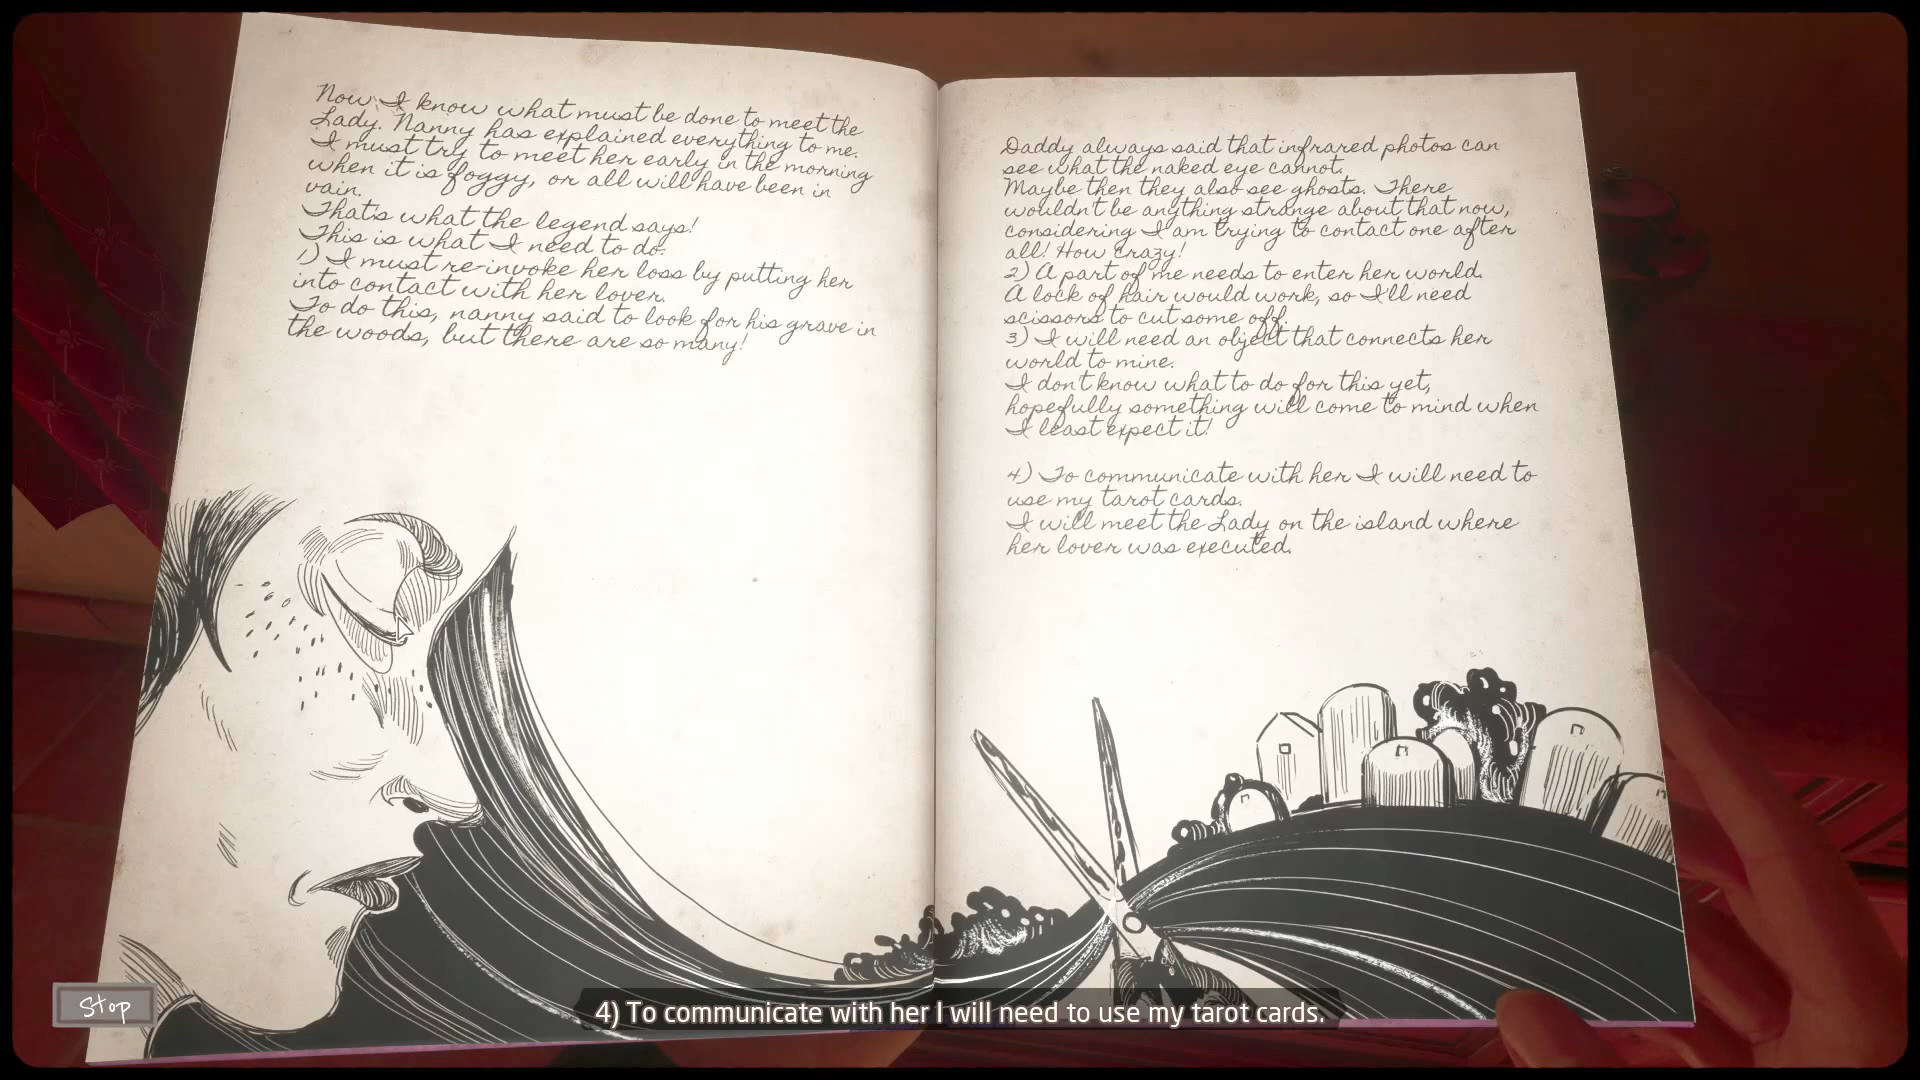 Now I know what must be done to meet the
Lady. Nanny has explained everything to me.
I must try to meet her early in the morning
when it is foggy, or all will have been in
vain.
That's what the legend says!
This is what I need to do:
1) I must re-invoke her loss by putting her
into contact with her lover.
To do this, nanny said to look for his grave in
the woods, but there are so many!
Daddy always said that infrared photos can
see what the naked eye cannot.
Maybe then they also see ghosts. There
wouldn't be anything strange about that now,
considering I am trying to contact one after
all! How crazy!
2) A part of me needs to enter her world.
A lock of hair would work, so I'll need
scissors to cut some off.
3) I will need an object that connects her
world to mine.
I don't know what to do for this yet,
hopefully something will come to mind when
I least expect it!
4) To communicate with her I will need to
use my tarot cards.
I will meet the Lady on the island where
her lover was executed.
Stop
4) To communicate with her I will need to use my tarot cards.